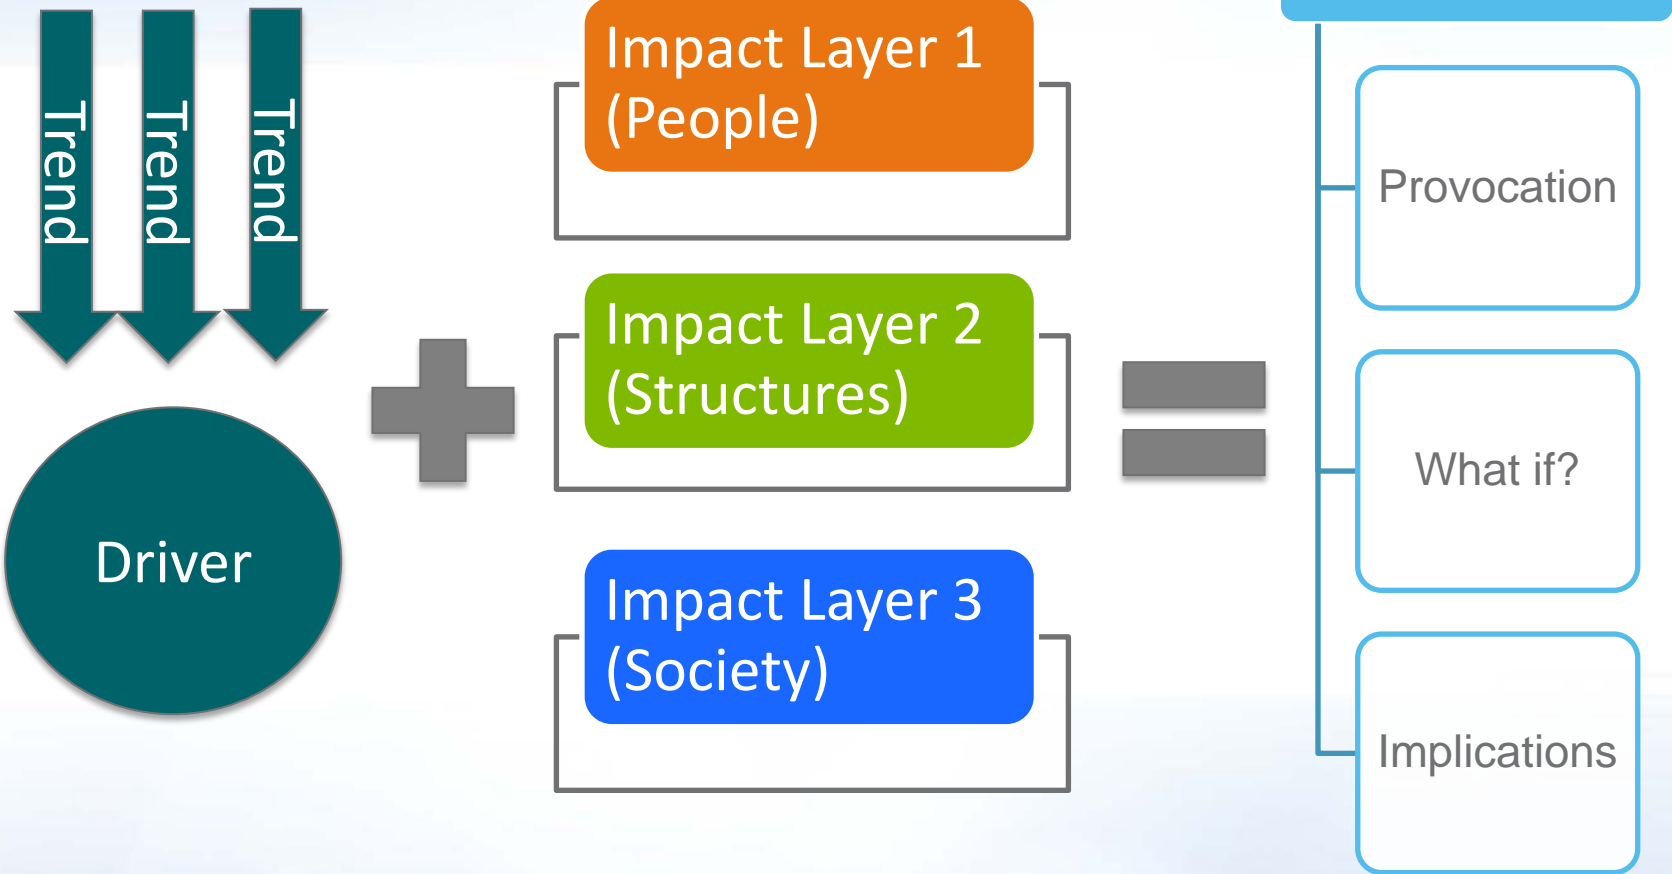 Trend
Trend
Trend
Driver
Impact Layer 1
(People)
Impact Layer 2
(Structures)
Impact Layer 3
(Society)
Provocation
What if?
Implications